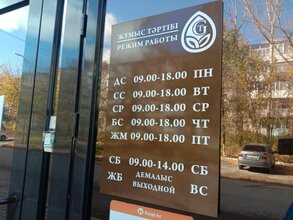 ЖҰМЫС ТӘРТІБІ
РЕЖИМ РАБОТЫ
ДС 09.00-18.00 ПН
СС 09.00-18.00 ВТ
СР 09.00-18.00 СР
БС 09.00-18.00 ЧТ
ЖМ 09.00-18.00 ПТ
СБ 09.00-14.00 СБ
ЖБ ДЕМАЛЫС ВС
ВЫХОДНОЙ
Kaspi.kz